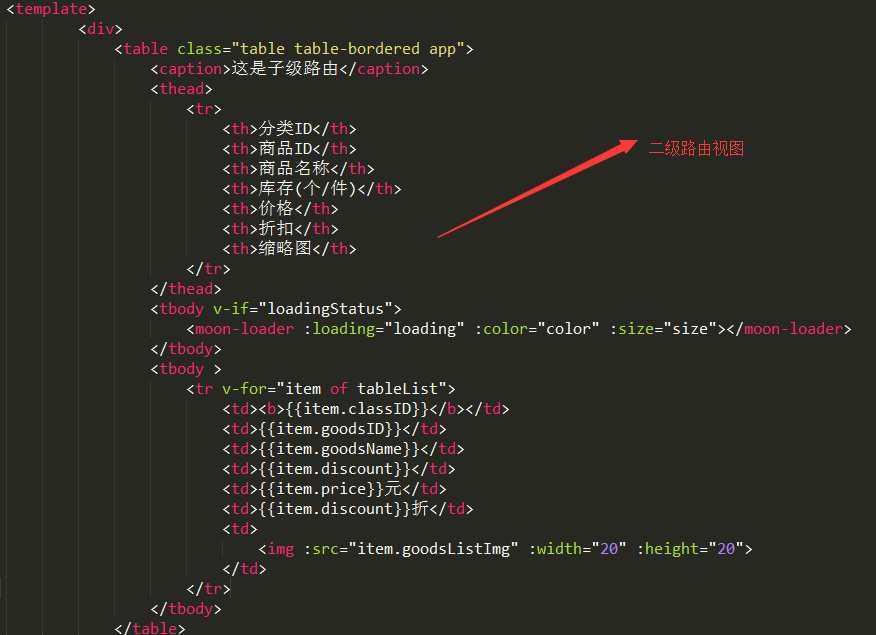 <template>
<div>
<table class="table table-bordered app">
<caption>这是子级路由</caption>
<thead>
<tr>
<th>分类ID</th>
<th>商品ID</th>
<th>商品名称</th>
二级路由视图
<th>库存(个/件)</th>
<th>价格</th>
<th>折扣</th>
<th>缩略图</th>
</tr>
</thead>
<tbody v-if="loadingStatus">
<moon-loader :loading="loading" :color="color" :size="size"></moon-loader>
</tbody>
<tbody >
<tr v-for="item of tableList">
<td><b>{{item.classID}}</b></td>
<td>{{item.goodsID}}</td>
<td>{{item.goodsName}}</td>
<td>{{item.discount}}</td>
<td>{{item.price}}元</td>
<td>{{item.discount}}折</td>
<td>
<img :src="item.goodsListImg" :width="20" :height="20">
</td>
</tr>
</tbody>
</table>